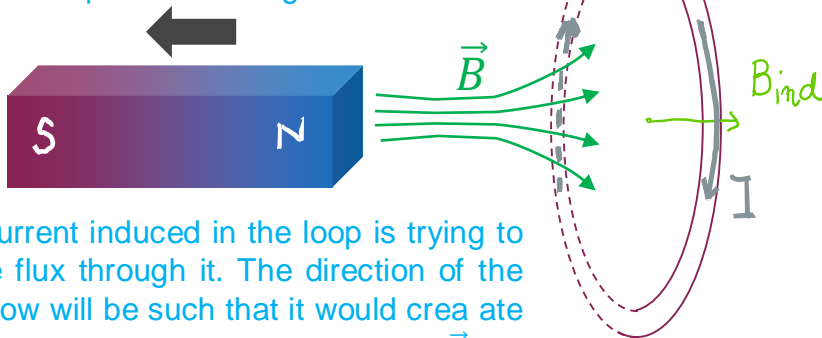 B
B ind
S N
I
urrent induced in the loop is trying to
e flux through it. The direction of the
ow will be such that it would crea ate